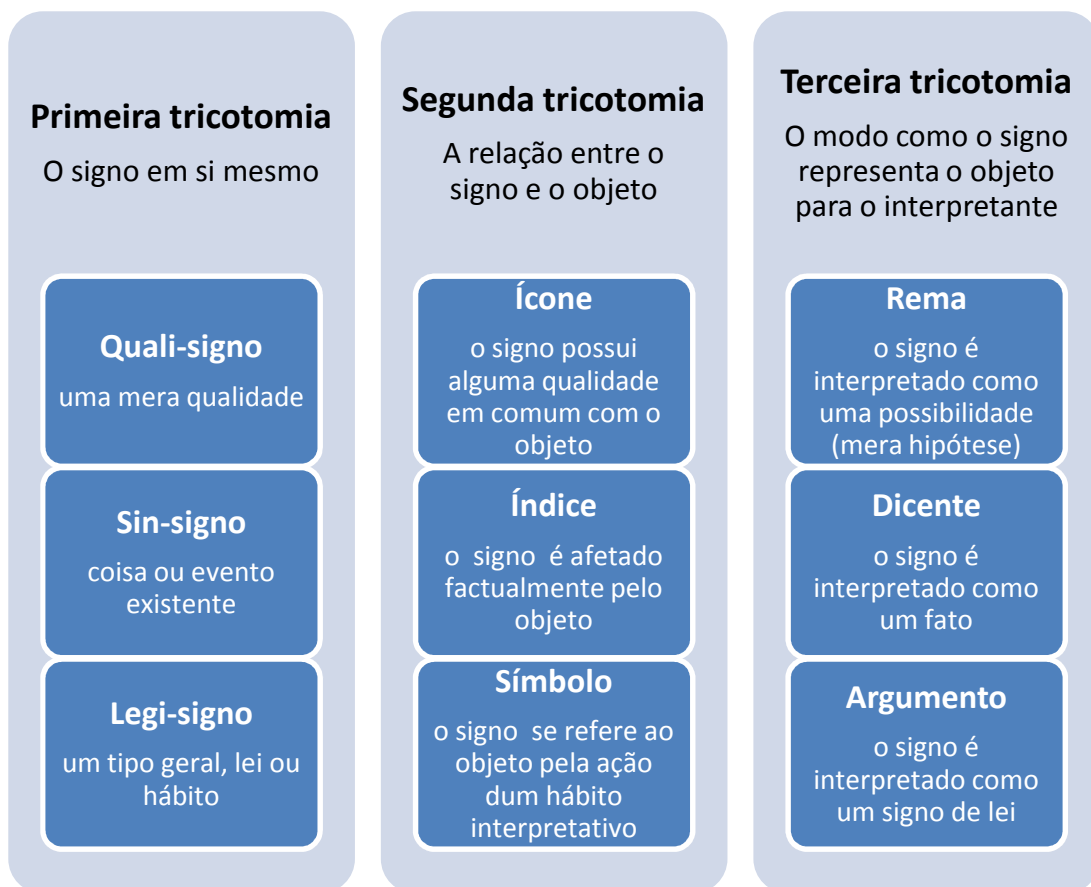 Primeira tricotomia
O signo em si mesmo
Quali-signo
uma mera qualidade
Sin-signo
coisa ou evento
existente
Legi-signo
um tipo geral, lei ou
hábito
Segunda tricotomia
A relação entre o
signo e o objeto
Ícone
o signo possui
alguma qualidade
em comum com o
objeto
Índice
o signo é afetado
factualmente pelo
objeto
Símbolo
o signo se refere ao
objeto pela ação
dum hábito
interpretativo
Terceira tricotomia
O modo como o signo
representa o objeto
para o interpretante
Rema
o signo é
interpretado como
uma possibilidade
(mera hipótese)
Dicente
o signo é
interpretado como
um fato
Argumento
o signo é
interpretado como
um signo de lei